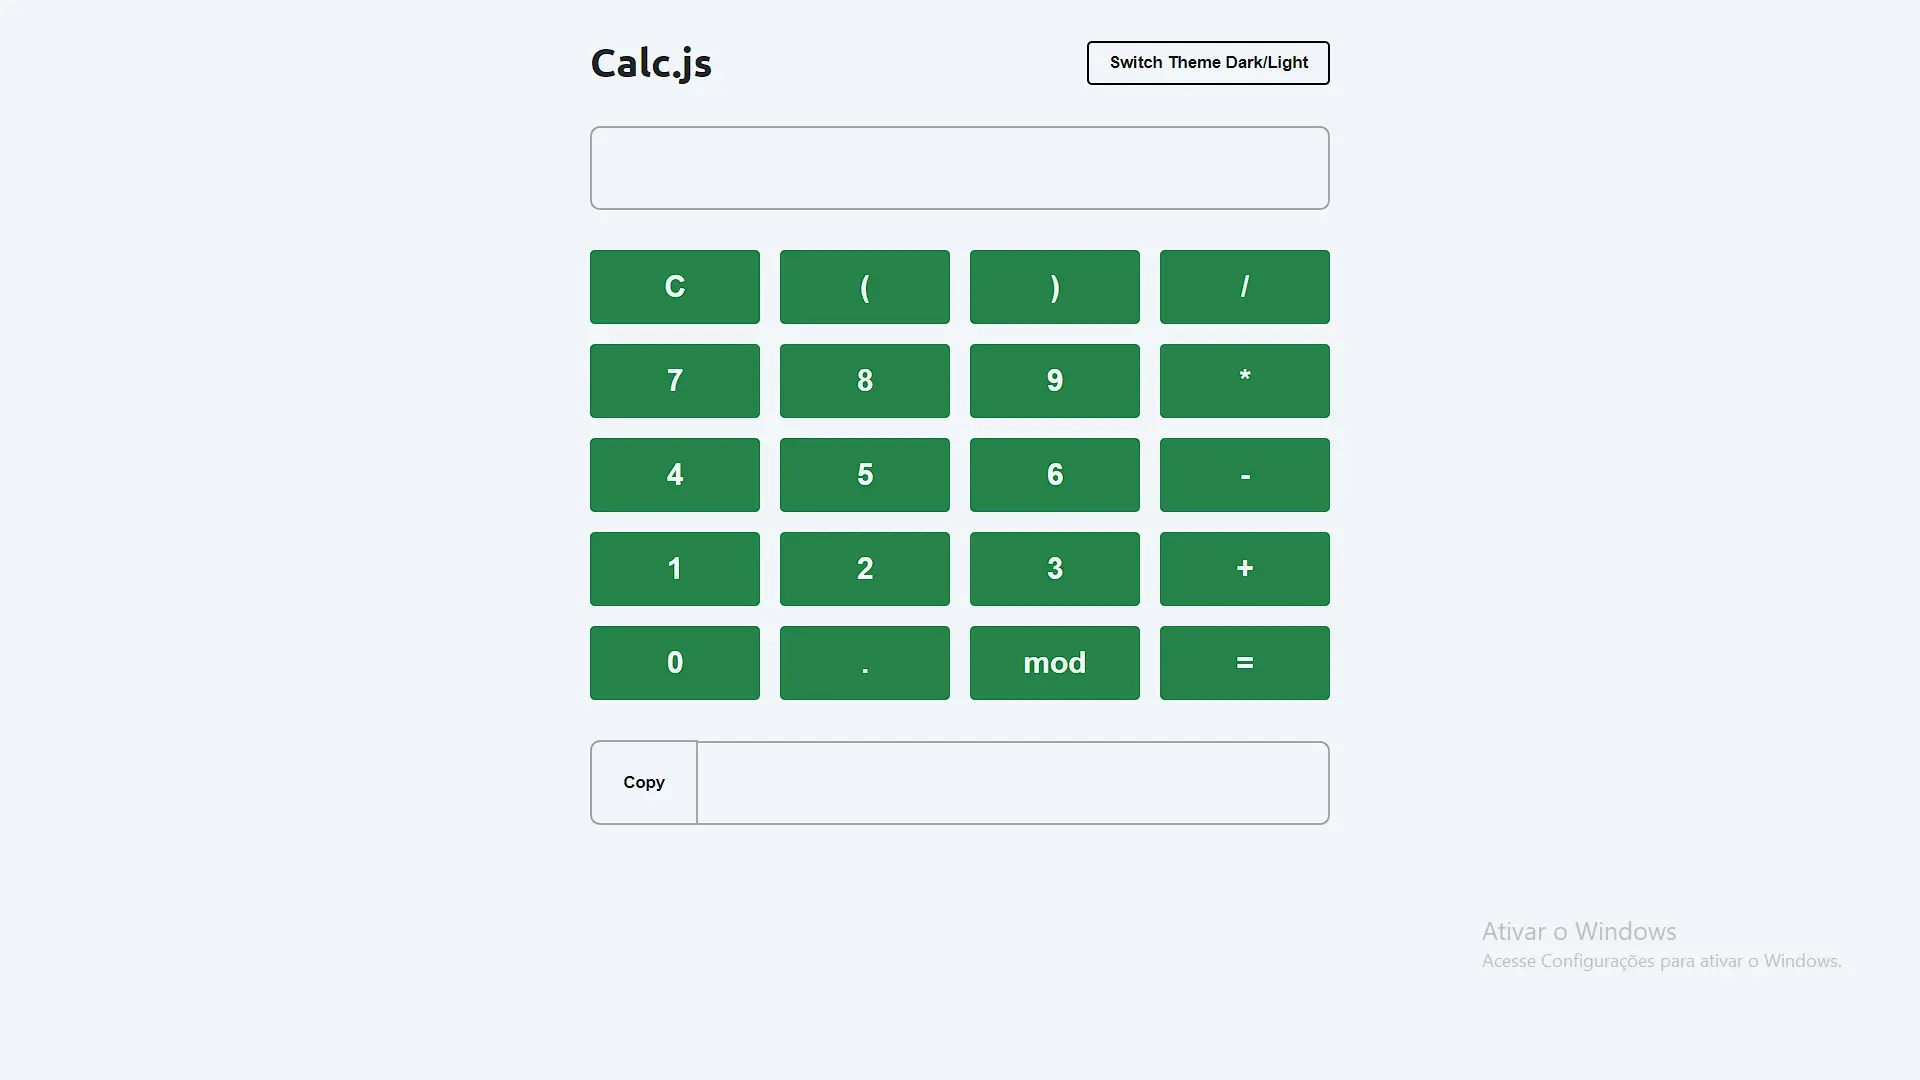 Calc.js
Switch Theme Dark/Light
C ( ) /
7 8 9 *
4 5 6 -
1 2 3 +
0 . mod =
Copy
Ativar o Windows
Acesse Configurações para ativar o Windows.